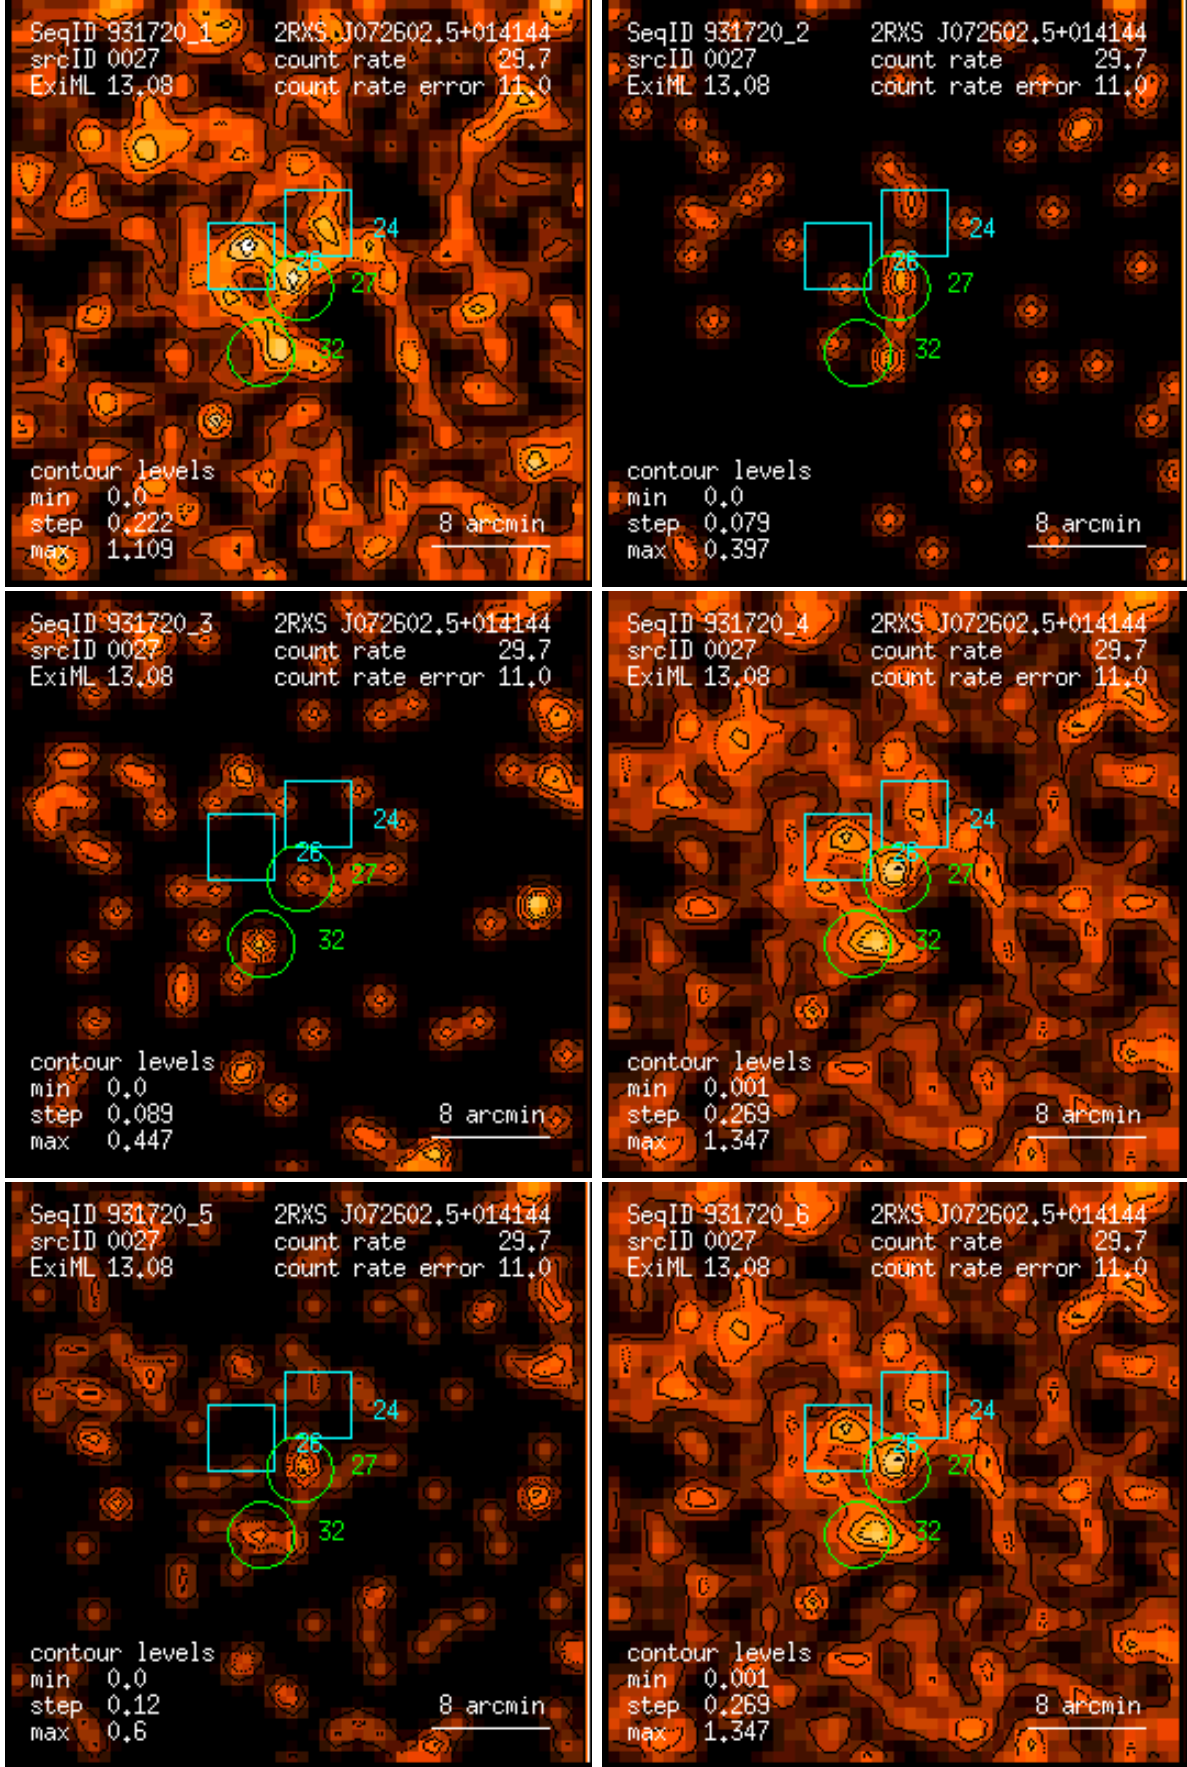 SeqID 931720_1 2RXS J072602.5+014144
srcID 0027 count rate 29.7
ExiML 13.08 count rate error 11.0
24
26
27
32
contour levels
min 0.0
step 0.222
max 1.109
8 arcmin
SeqID 931720_2 2RXS J072602.5+014144
srcID 0027 count rate 29.7
ExiML 13.08 count rate error 11.0
24
26
27
32
contour levels
min 0.0
step 0.079
max 0.397
8 arcmin
SeqID 931720_3 2RXS J072602.5+014144
srcID 0027 count rate 29.7
ExiML 13.08 count rate error 11.0
24
26
27
32
contour levels
min 0.0
step 0.089
max 0.447
8 arcmin
SeqID 931720_4 2RXS J072602.5+014144
srcID 0027 count rate 29.7
ExiML 13.08 count rate error 11.0
24
26
27
32
contour levels
min 0.001
step 0.269
max 1.347
8 arcmin
SeqID 931720_5 2RXS J072602.5+014144
srcID 0027 count rate 29.7
ExiML 13.08 count rate error 11.0
24
26
27
32
contour levels
min 0.0
step 0.12
max 0.6
8 arcmin
SeqID 931720_6 2RXS J072602.5+014144
srcID 0027 count rate 29.7
ExiML 13.08 count rate error 11.0
24
26
27
32
contour levels
min 0.001
step 0.269
max 1.347
8 arcmin